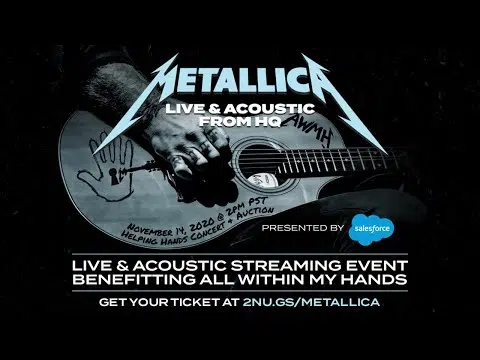 METALLICA
LIVE & ACOUSTIC
FROM HQ
AWMH
NOVEMBER 14, 2020 @ 2PM PST
HELPING HANDS CONCERT & AUCTION
PRESENTED BY salesforce
LIVE & ACOUSTIC STREAMING EVENT
BENEFITTING ALL WITHIN MY HANDS
GET YOUR TICKET AT 2NU.GS/METALLICA